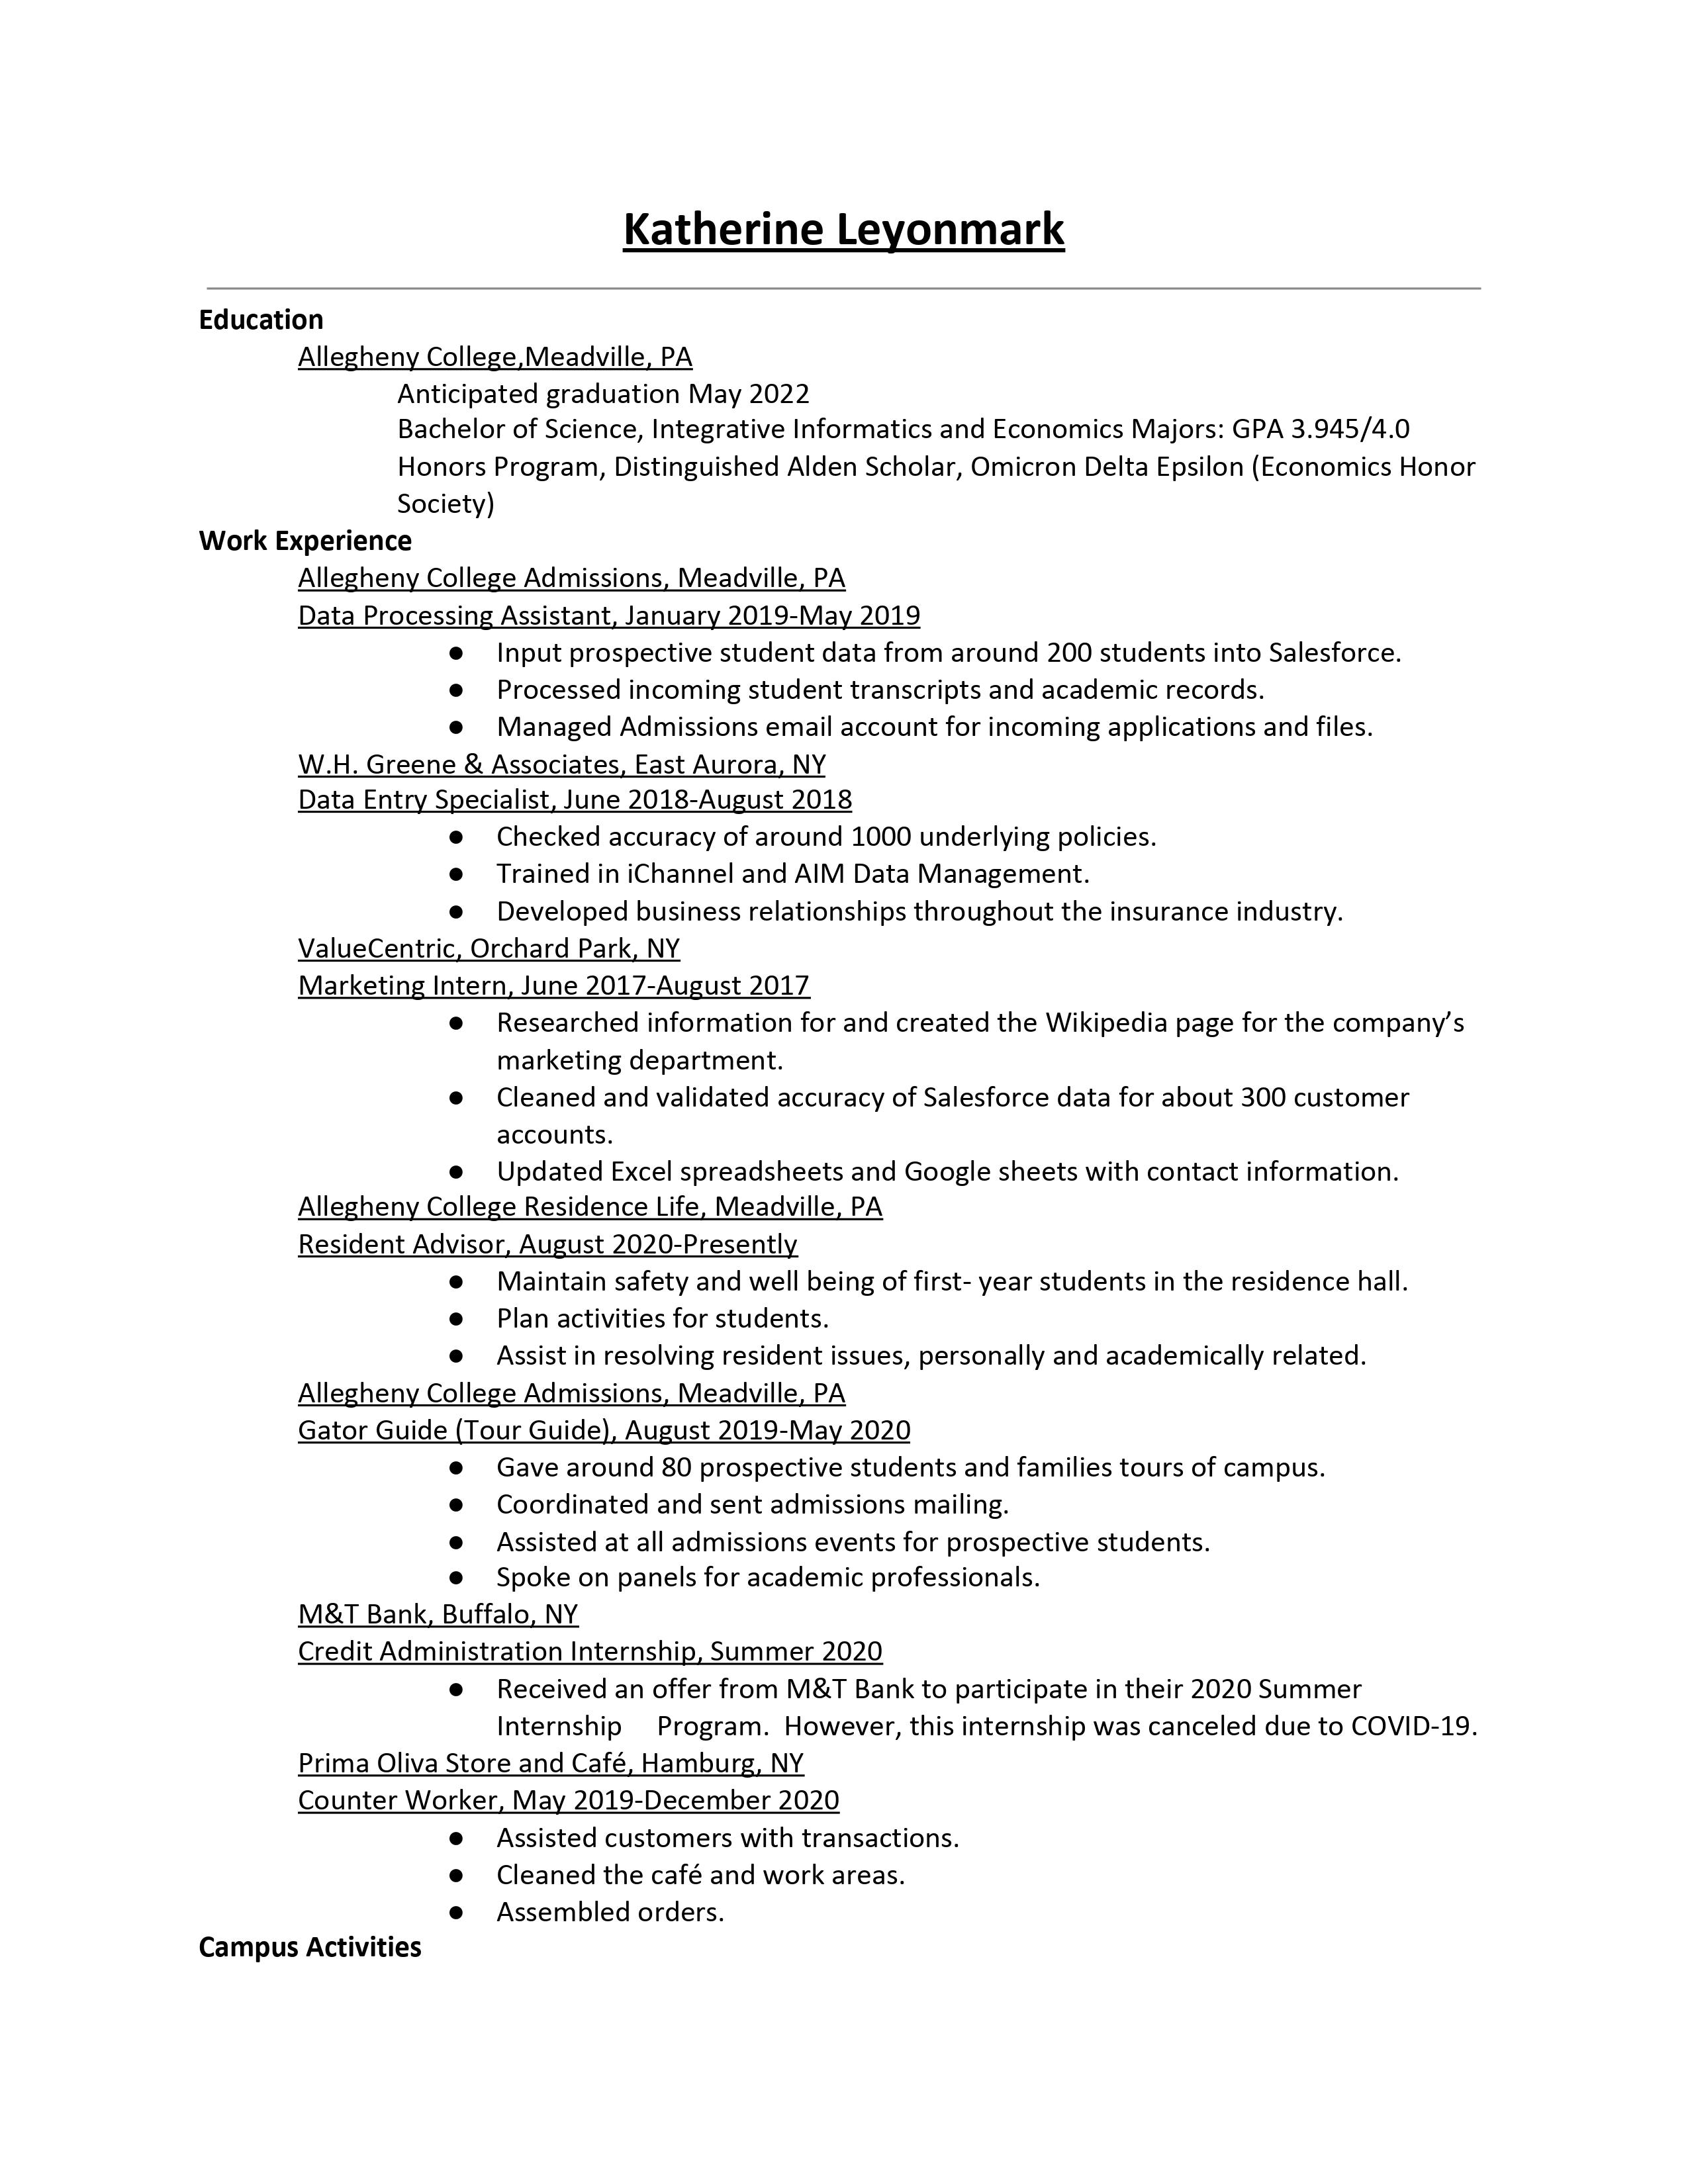 Katherine Leyonmark
Education
Allegheny College,Meadville, PA
Anticipated graduation May 2022
Bachelor of Science, Integrative Informatics and Economics Majors: GPA 3.945/4.0
Honors Program, Distinguished Alden Scholar, Omicron Delta Epsilon (Economics Honor
Society)
Work Experience
Allegheny College Admissions, Meadville, PA
Data Processing Assistant, January 2019-May 2019
● Input prospective student data from around 200 students into Salesforce.
● Processed incoming student transcripts and academic records.
● Managed Admissions email account for incoming applications and files.
W.H. Greene & Associates, East Aurora, NY
Data Entry Specialist, June 2018-August 2018
● Checked accuracy of around 1000 underlying policies.
● Trained in iChannel and AIM Data Management.
● Developed business relationships throughout the insurance industry.
ValueCentric, Orchard Park, NY
Marketing Intern, June 2017-August 2017
● Researched information for and created the Wikipedia page for the company’s
marketing department.
● Cleaned and validated accuracy of Salesforce data for about 300 customer
accounts.
● Updated Excel spreadsheets and Google sheets with contact information.
Allegheny College Residence Life, Meadville, PA
Resident Advisor, August 2020-Presently
● Maintain safety and well being of first- year students in the residence hall.
● Plan activities for students.
● Assist in resolving resident issues, personally and academically related.
Allegheny College Admissions, Meadville, PA
Gator Guide (Tour Guide), August 2019-May 2020
● Gave around 80 prospective students and families tours of campus.
● Coordinated and sent admissions mailing.
● Assisted at all admissions events for prospective students.
● Spoke on panels for academic professionals.
M&T Bank, Buffalo, NY
Credit Administration Internship, Summer 2020
● Received an offer from M&T Bank to participate in their 2020 Summer
Internship    Program.  However, this internship was canceled due to COVID-19.
Prima Oliva Store and Café, Hamburg, NY
Counter Worker, May 2019-December 2020
● Assisted customers with transactions.
● Cleaned the café and work areas.
● Assembled orders.
Campus Activities